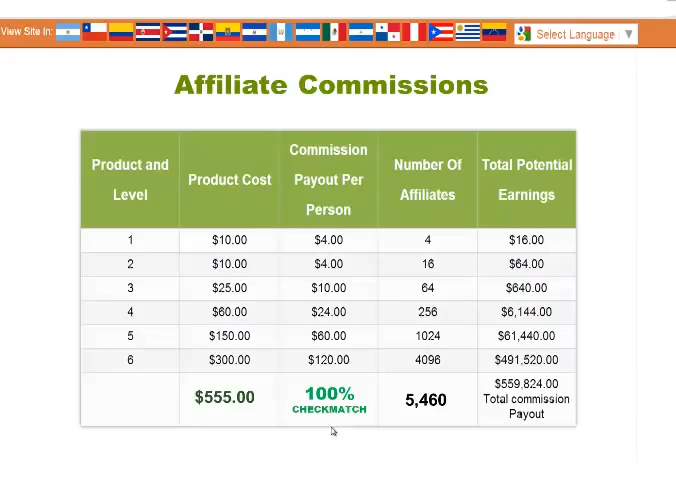 View Site In:
Select Language
Affiliate Commissions
Product and Level
Product Cost
Commission Payout Per Person
Number Of Affiliates
Total Potential Earnings
1 $10.00 $4.00 4 $16.00
2 $10.00 $4.00 16 $64.00
3 $25.00 $10.00 64 $640.00
4 $60.00 $24.00 256 $6,144.00
5 $150.00 $60.00 1024 $61,440.00
6 $300.00 $120.00 4096 $491,520.00
$555.00
100%
CHECKMATCH
5,460
$559,824.00
Total commission
Payout